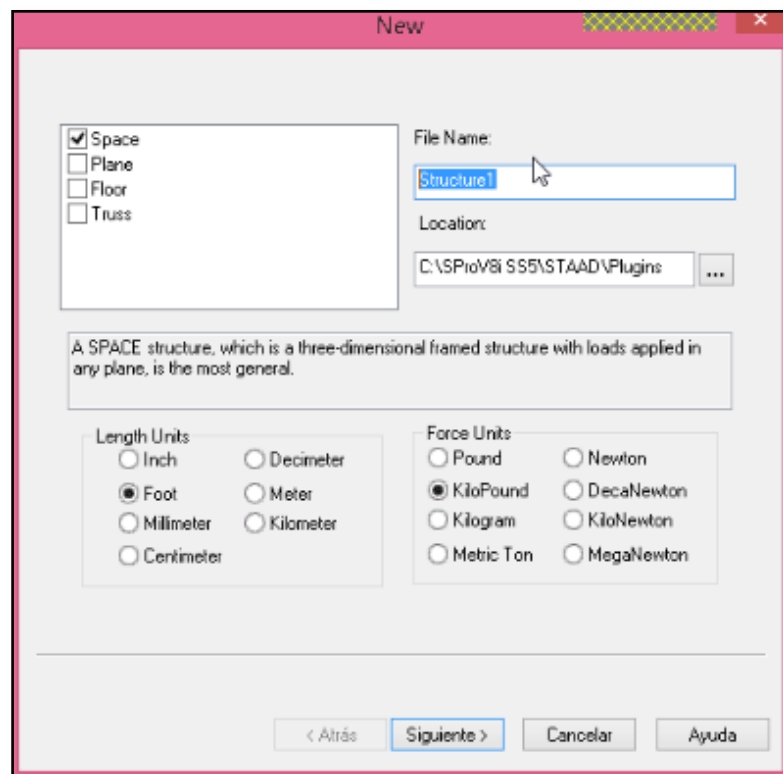 New
Space
Plane
Floor
Truss
File Name:
Structure1
Location:
C:\SProV8i SS5\STAAD\Plugins
...
A SPACE structure, which is a three-dimensional framed structure with loads applied in
any plane, is the most general.
Length Units
Inch
Decimeter
Foot
Meter
Millimeter
Kilometer
Centimeter
Force Units
Pound
Newton
KiloPound
DecaNewton
Kilogram
KiloNewton
Metric Ton
MegaNewton
< Atrás
Siguiente >
Cancelar
Ayuda